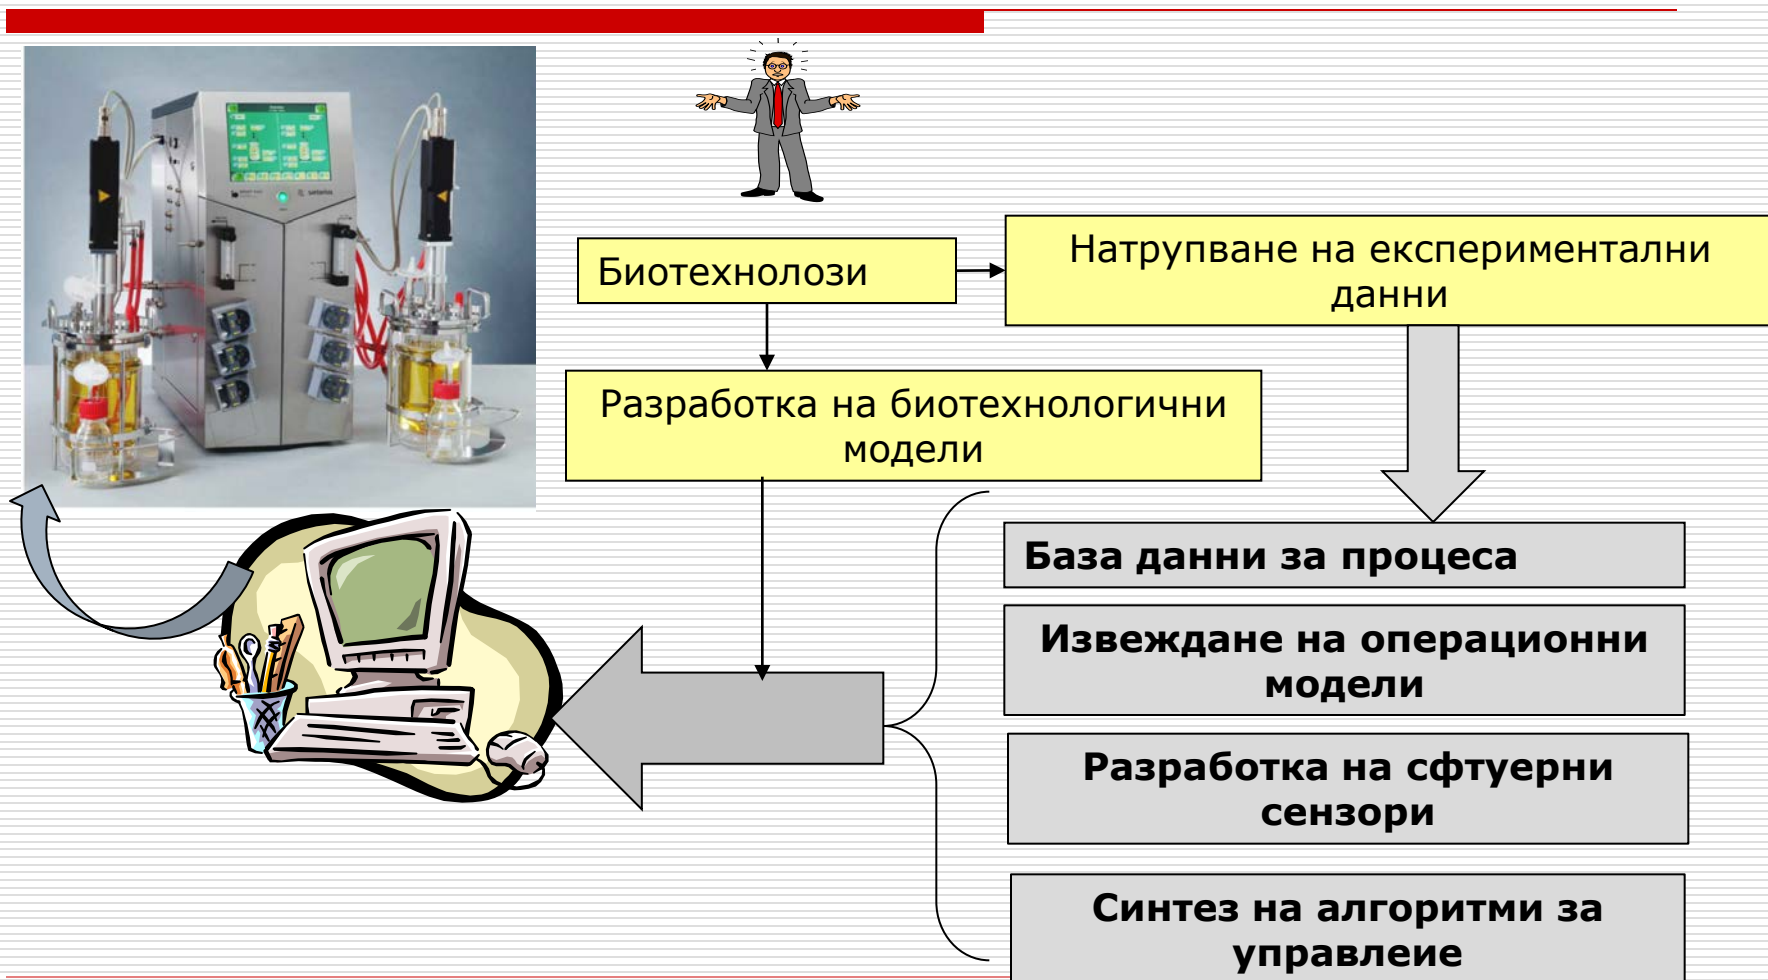 Биотехнолози
Натрупване на експериментални
данни
Разработка на биотехнологични
модели
База данни за процеса
Извеждане на операционни
модели
Разработка на сфтуерни
сензори
Синтез на алгоритми за
управлеие